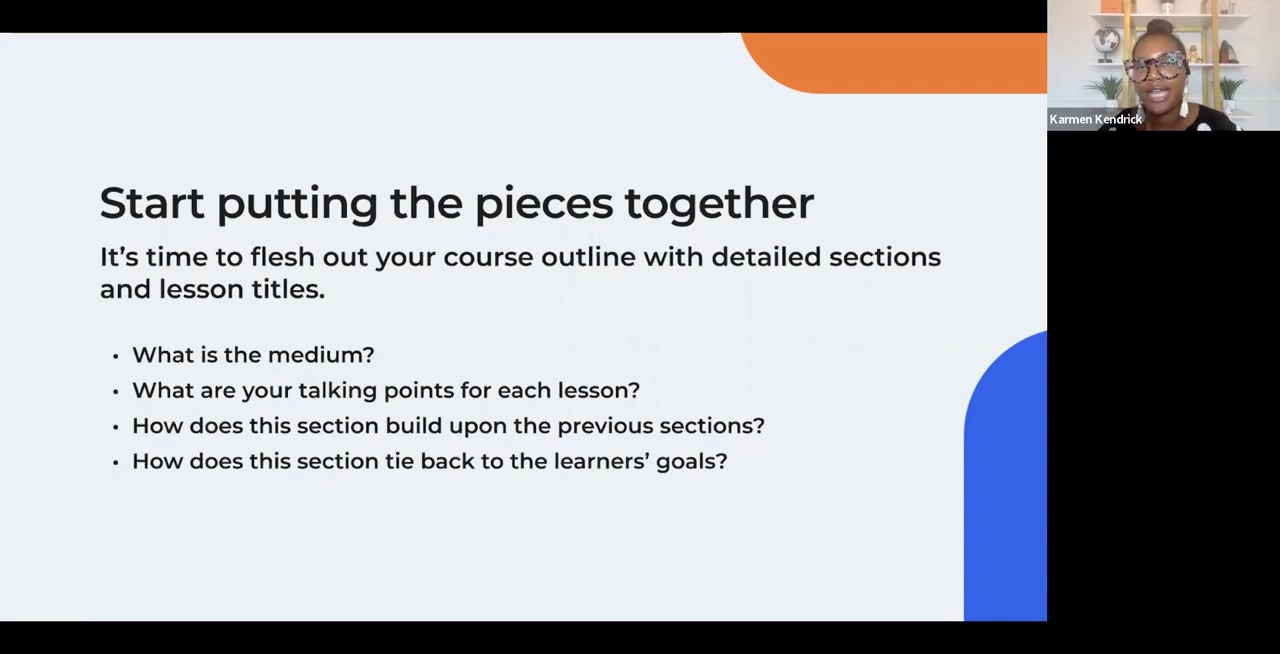 Start putting the pieces together
It’s time to flesh out your course outline with detailed sections
and lesson titles.
• What is the medium?
• What are your talking points for each lesson?
• How does this section build upon the previous sections?
• How does this section tie back to the learners’ goals?
Karmen Kendrick